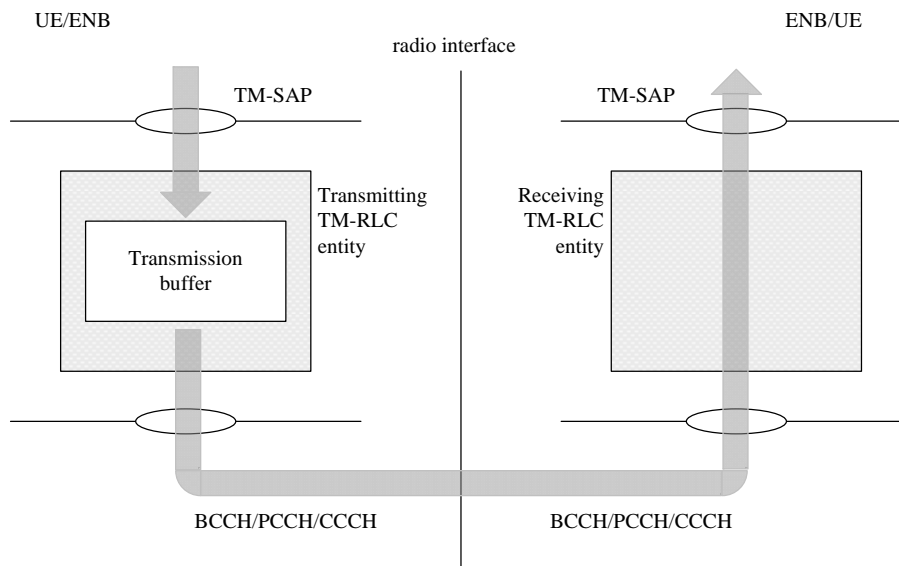 UE/ENB
ENB/UE
radio interface
TM-SAP
TM-SAP
Transmitting
TM-RLC
entity
Receiving
TM-RLC
entity
Transmission
buffer
BCCH/PCCH/CCCH
BCCH/PCCH/CCCH